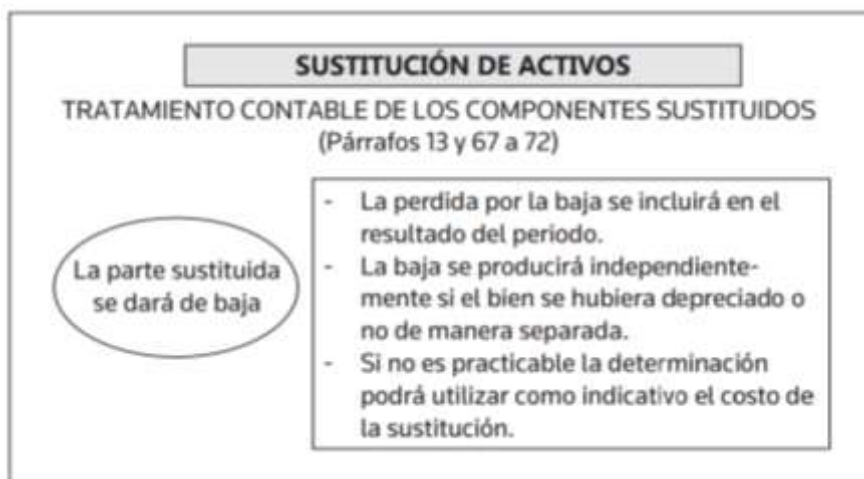 SUSTITUCIÓN DE ACTIVOS
TRATAMIENTO CONTABLE DE LOS COMPONENTES SUSTITUIDOS
(Párrafos 13 y 67 a 72)
La parte sustituida
se dará de baja
- La perdida por la baja se incluirá en el
resultado del periodo.
- La baja se producirá independiente-
mente si el bien se hubiera depreciado o
no de manera separada.
- Si no es practicable la determinación
podrá utilizar como indicativo el costo de
la sustitución.